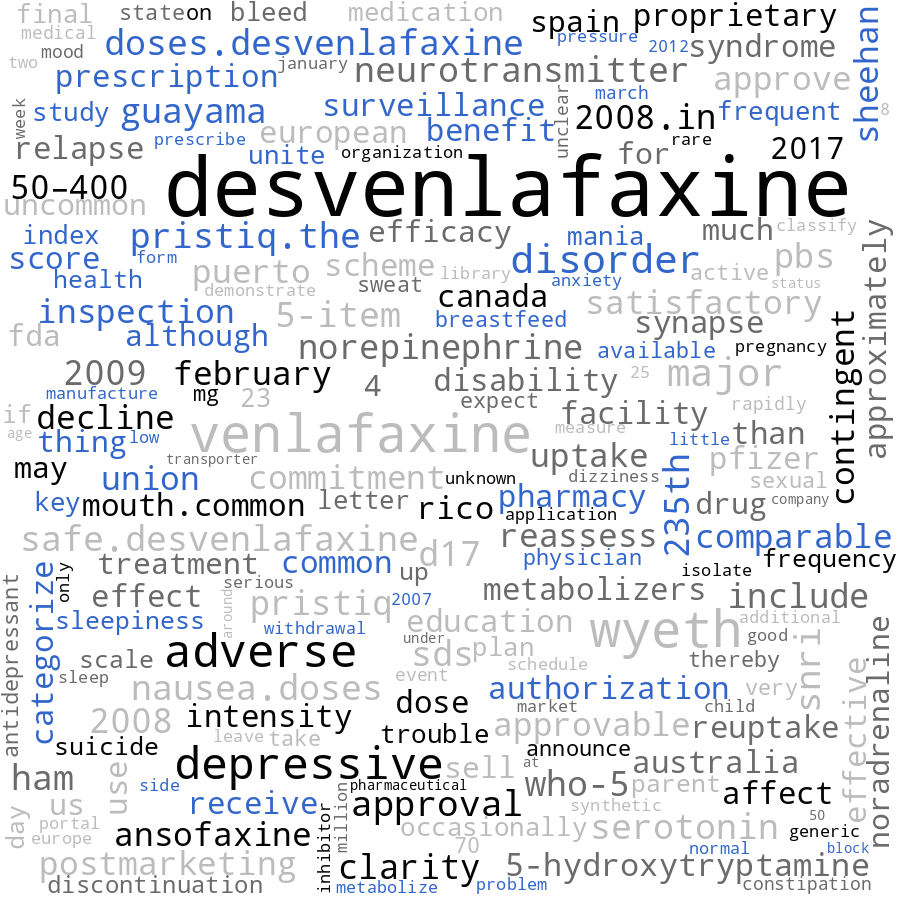 final
state
on
bleed
medication
spain
proprietary
medical
mood
doses.desvenlafaxine
pressure
2012
syndrome
sheehan
two
prescription
january
neurotransmitter
approve
week
study
guayama
surveillance
march
2008.in
frequent
8
prescribe
european
benefit
unclear
rare
relapse
unite
organization
for
2017
50–400
desvenlafaxine
uncommon
index
pristiq.the
efficacy
mania
much
classify
score
form
disorder
pbs
approximately
health
puerto
scheme
library
anxiety
active
demonstrate
sweat
canada
status
inspection
5-item
breastfeed
satisfactory
fda
although
synapse
norepinephrine
available
pregnancy
contingent
2009
february
4
disability
25
major
manufacture
mg
23
expect
rapidly
if
decline
venlafaxine
facility
age
thing
low
measure
little
than
may
transporter
uptake
pfizer
union
commitment
unknown
dizziness
sexual
key
mouth.common
letter
rico
pharmacy
235th
drug
company
application
safe.desvenlafaxine
d17
reassess
comparable
treatment
common
physician
frequency
up
isolate
antidepressant
categorize
only
effect
serious
around
pristiq
2007
metabolizers
include
sleepiness
withdrawal
education
wyeth
additional
under
good
scale
adverse
sds
plan
snri
noradrenaline
sleep
event
schedule
thereby
nausea.doses
dose
authorization
very
effective
2008
intensity
market
child
leave
take
trouble
approvable
reuptake
suicide
announce
depressive
sell
at
australia
ham
use
side
pharmaceutical
who-5
parent
affect
us
receive
inhibitor
million
approval
synthetic
day
portal
50
europe
ansofaxine
occasionally
serotonin
generic
70
normal
block
postmarketing
clarity
5-hydroxytryptamine
discontinuation
metabolize
problem
constipation